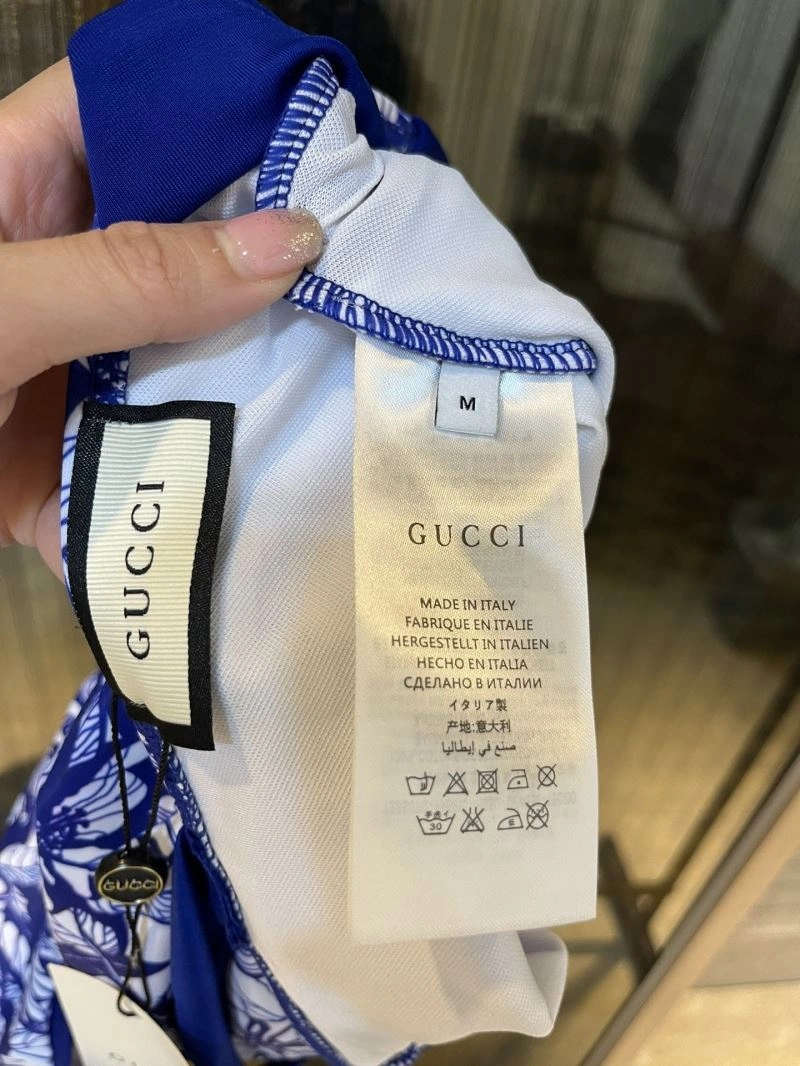 M
GUCCI
GUCCI
MADE IN ITALY
FABRIQUE EN ITALIE
HERGESTELLT IN ITALIEN
HECHO EN ITALIA
СДЕЛАНО В ИТАЛИИ
イタリア製
产地:意大利
صنع في إيطاليا
30
GUCCI